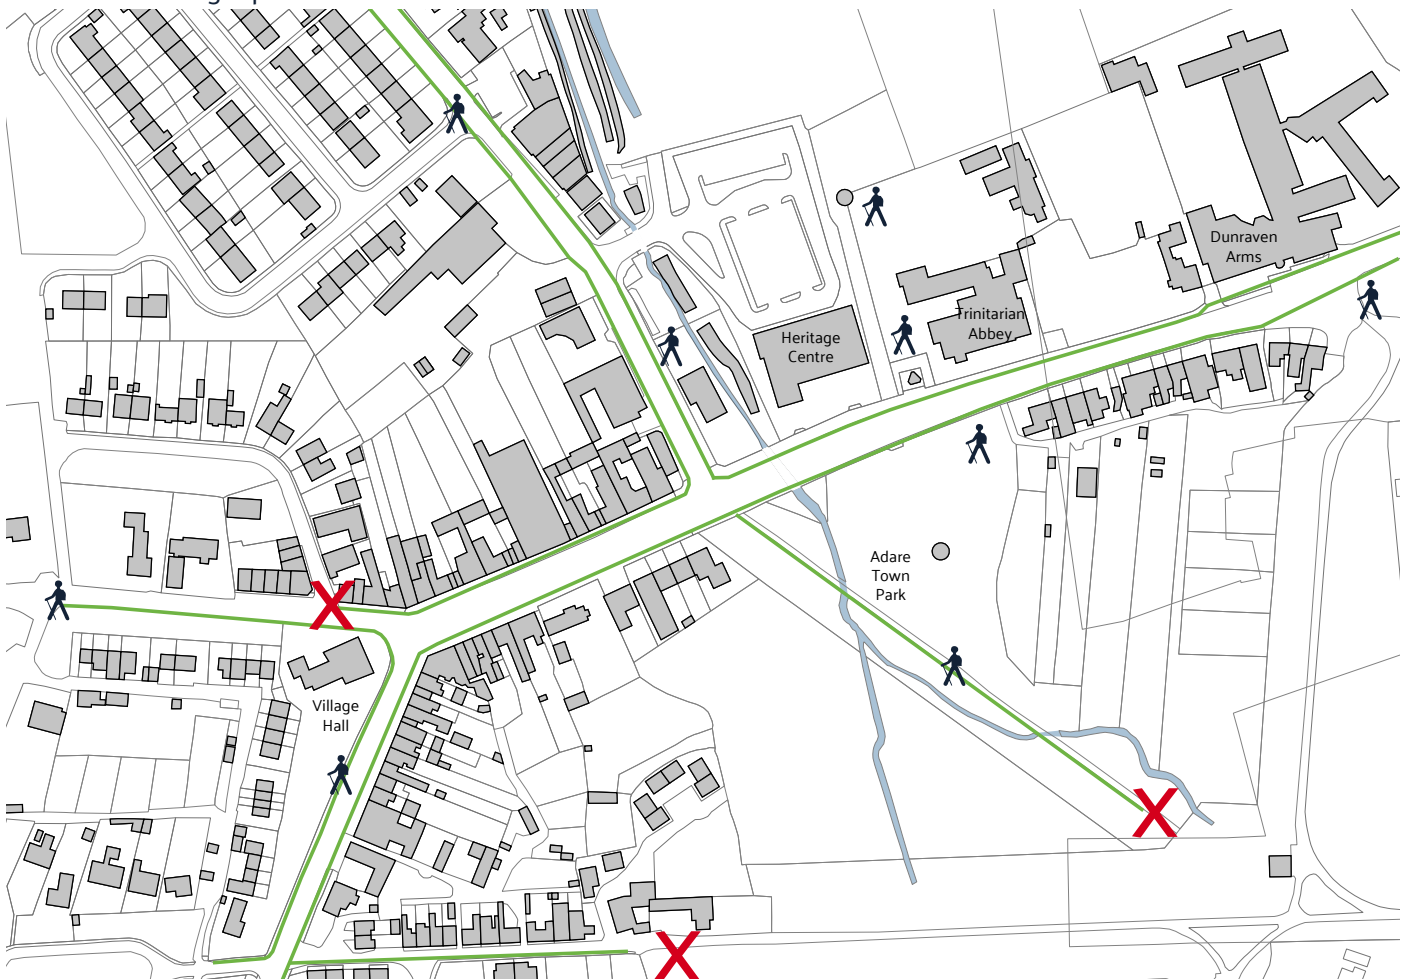 Dunraven
Arms
Trinitarian
Abbey
Heritage
Centre
Adare
Town
Park
Village
Hall